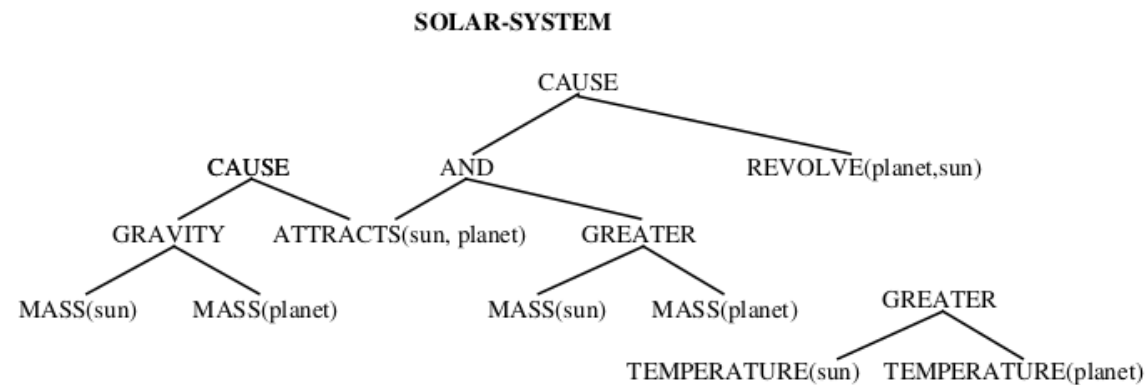 SOLAR-SYSTEM
CAUSE
CAUSE AND REVOLVE(planet,sun)
GRAVITY ATTRACTS(sun, planet) GREATER
MASS(sun) MASS(planet) MASS(sun) MASS(planet) GREATER
TEMPERATURE(sun) TEMPERATURE(planet)